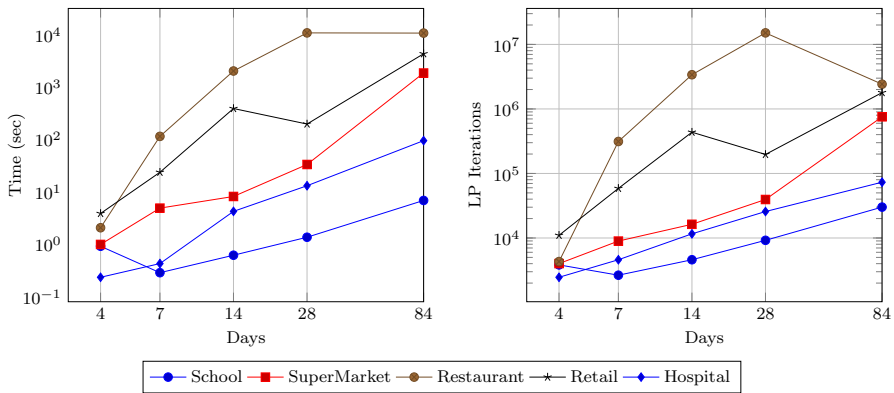 Time (sec)
10^4
10^3
10^2
10^1
10^0
10^−1
4 7 14 28 84
Days
LP Iterations
10^7
10^6
10^5
10^4
4 7 14 28 84
Days
School SuperMarket Restaurant Retail Hospital